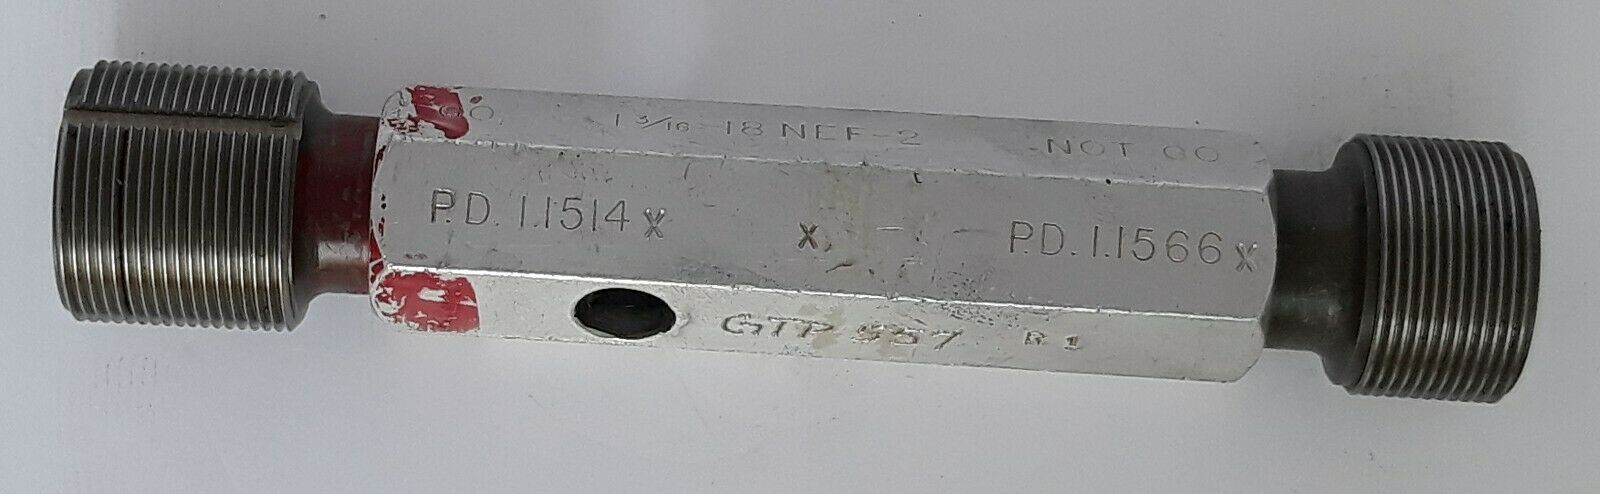 GO 1 3/16-18 NEF-2 NOT GO
P.D. 1.1514 X X P.D. 1.1566 X
GTP 557 R1